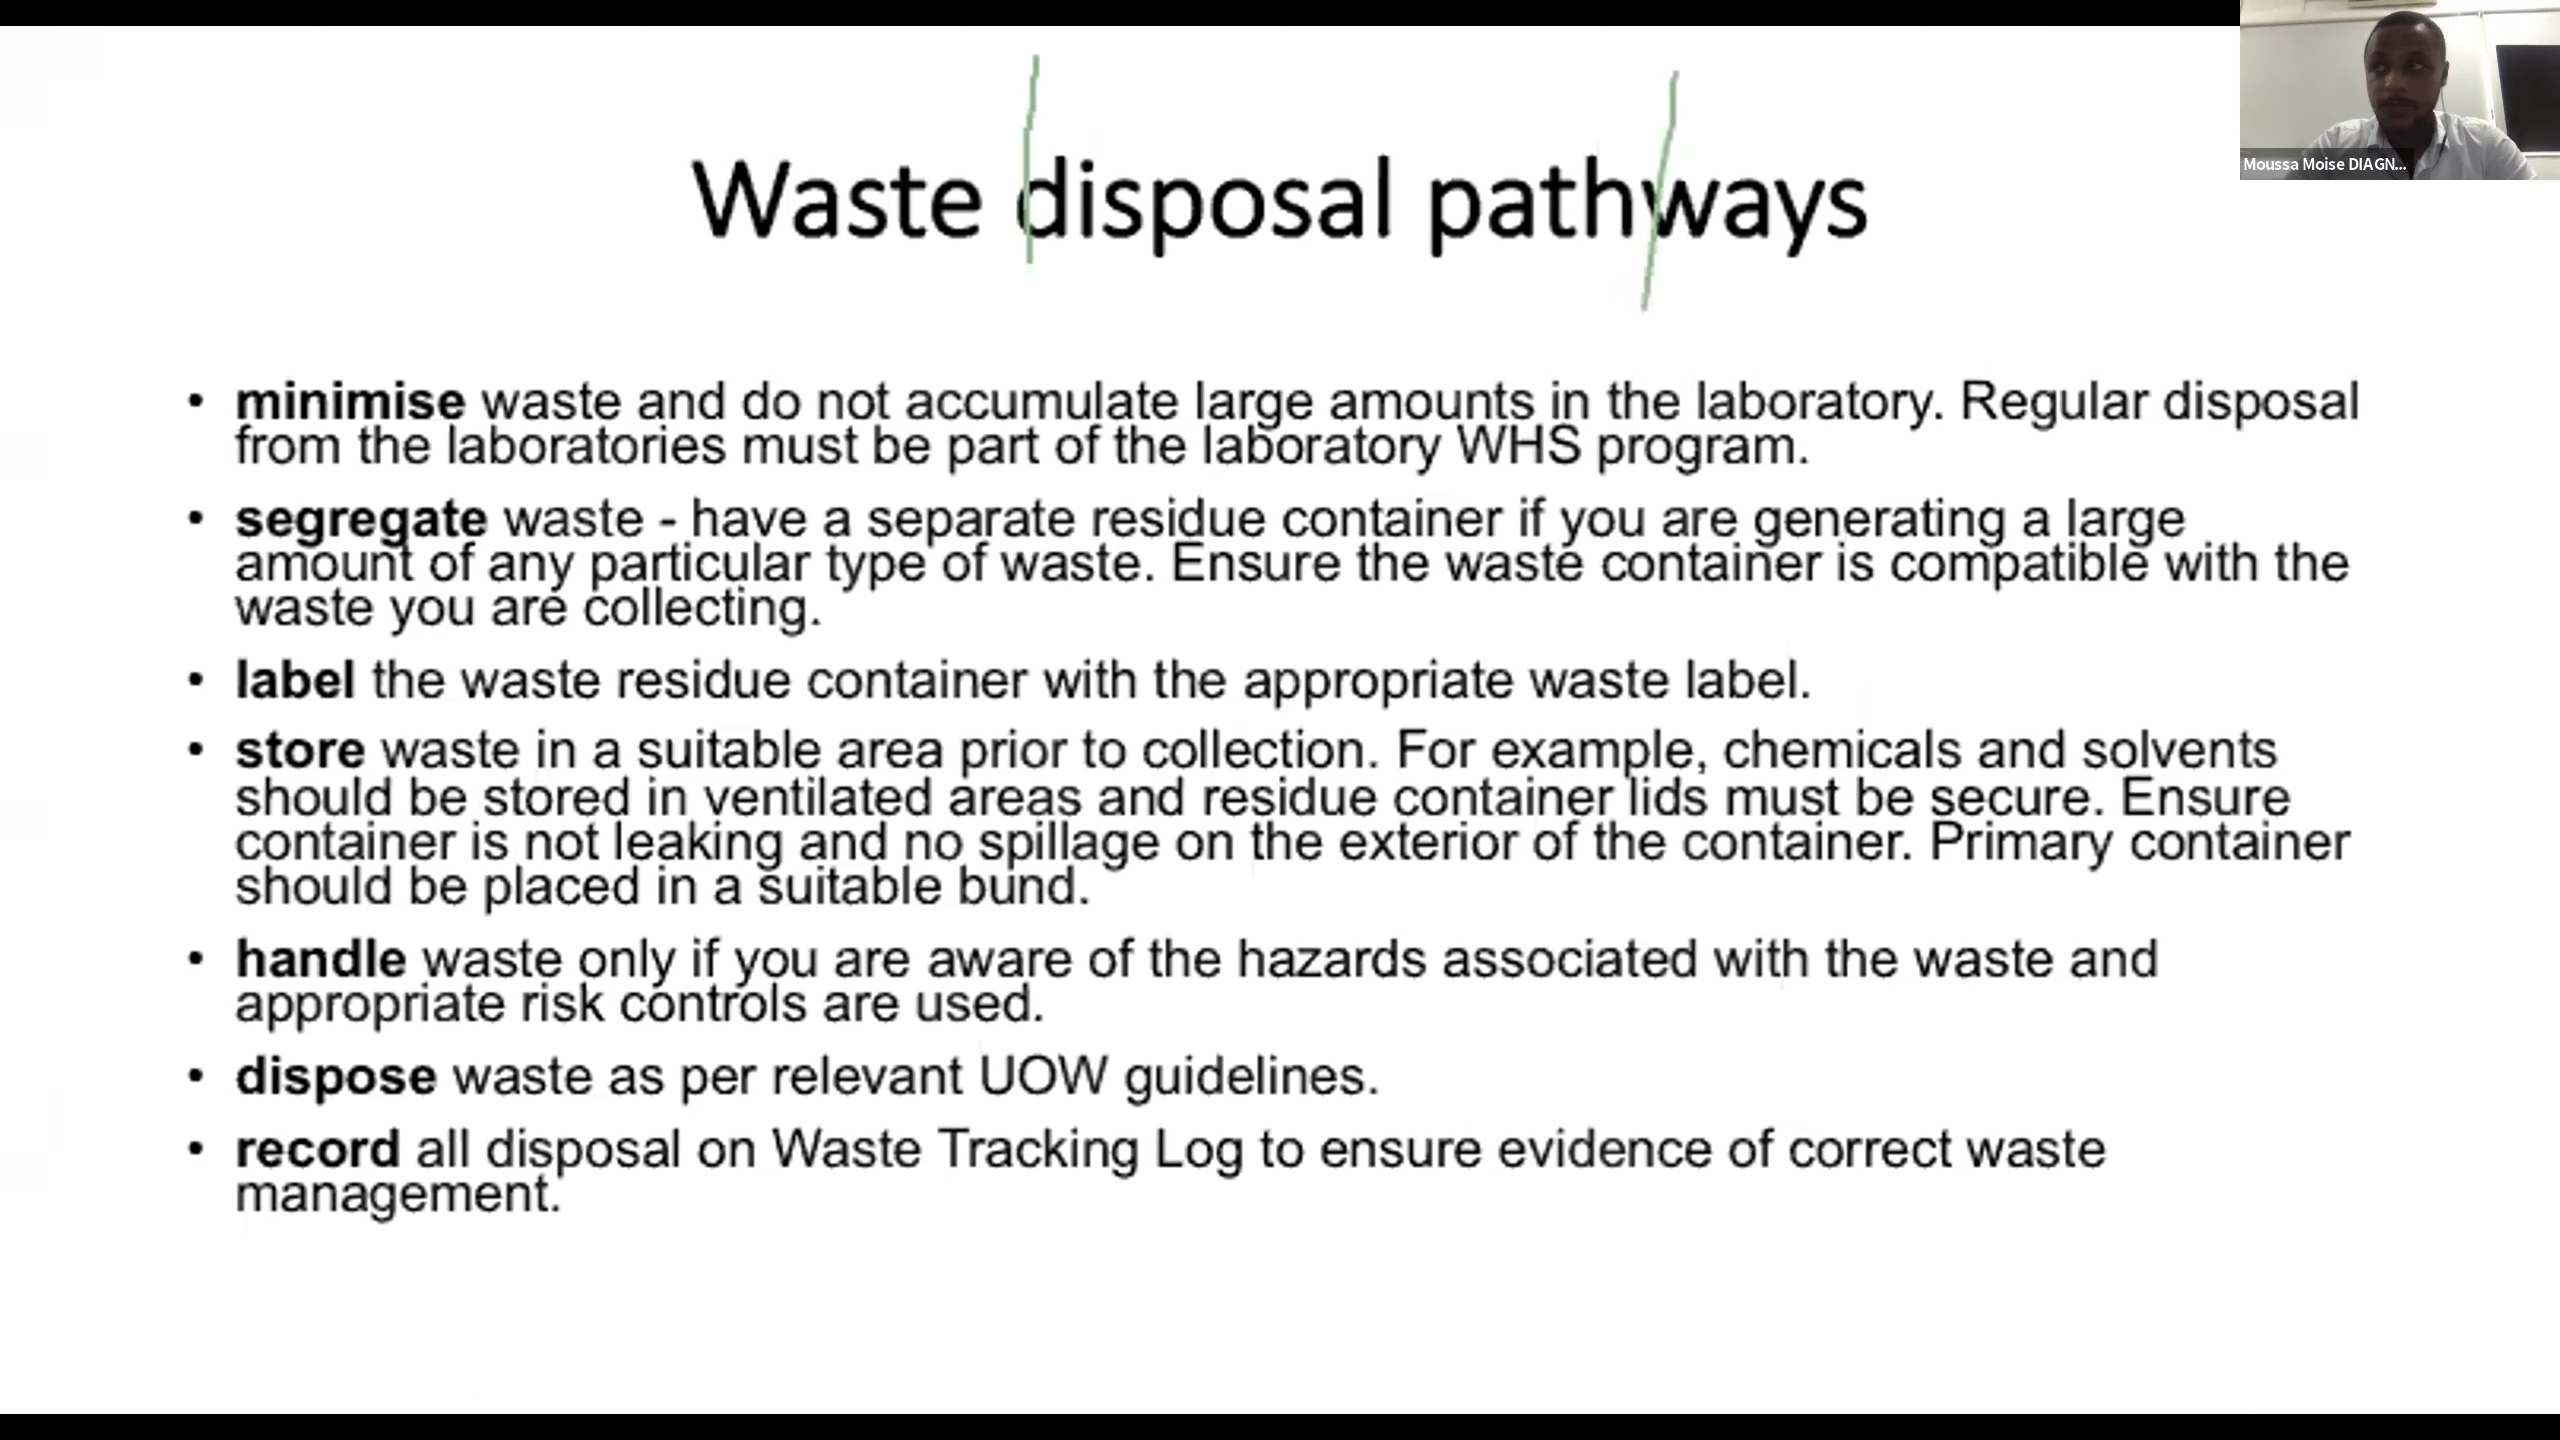 Waste disposal pathways
Moussa Moise DIAGN...
• minimise waste and do not accumulate large amounts in the laboratory. Regular disposal
from the laboratories must be part of the laboratory WHS program.
• segregate waste - have a separate residue container if you are generating a large
amount of any particular type of waste. Ensure the waste container is compatible with the
waste you are collecting.
• label the waste residue container with the appropriate waste label.
• store waste in a suitable area prior to collection. For example, chemicals and solvents
should be stored in ventilated areas and residue container lids must be secure. Ensure
container is not leaking and no spillage on the exterior of the container. Primary container
should be placed in a suitable bund.
• handle waste only if you are aware of the hazards associated with the waste and
appropriate risk controls are used.
• dispose waste as per relevant UOW guidelines.
• record all disposal on Waste Tracking Log to ensure evidence of correct waste
management.